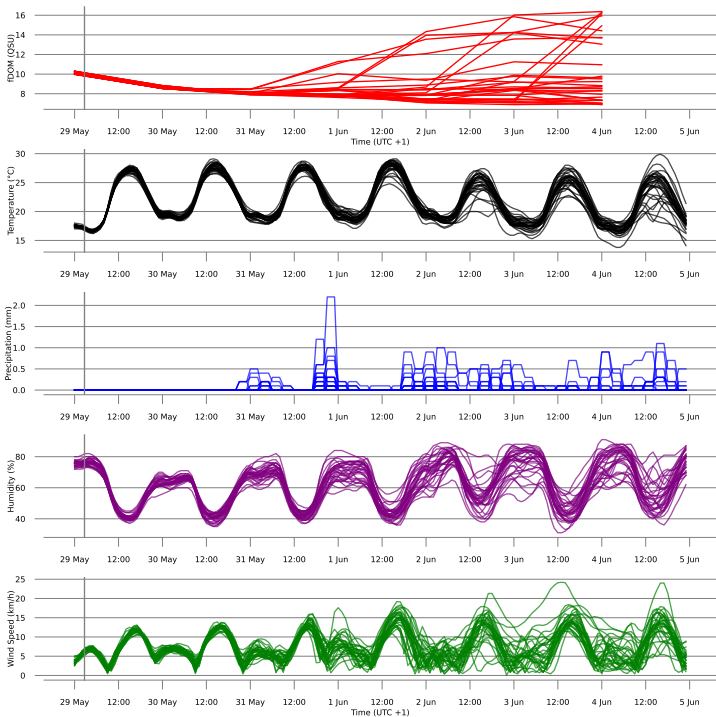 fDOM (QSU)
16
14
12
10
8
29 May 12:00 30 May 12:00 31 May 12:00 1 Jun 12:00 2 Jun 12:00 3 Jun 12:00 4 Jun 12:00 5 Jun
Time (UTC +1)
Temperature (°C)
30
25
20
15
29 May 12:00 30 May 12:00 31 May 12:00 1 Jun 12:00 2 Jun 12:00 3 Jun 12:00 4 Jun 12:00 5 Jun
Precipitation (mm)
2.0
1.5
1.0
0.5
0.0
29 May 12:00 30 May 12:00 31 May 12:00 1 Jun 12:00 2 Jun 12:00 3 Jun 12:00 4 Jun 12:00 5 Jun
Humidity (%)
80
60
40
29 May 12:00 30 May 12:00 31 May 12:00 1 Jun 12:00 2 Jun 12:00 3 Jun 12:00 4 Jun 12:00 5 Jun
Wind Speed (km/h)
25
20
15
10
5
0
29 May 12:00 30 May 12:00 31 May 12:00 1 Jun 12:00 2 Jun 12:00 3 Jun 12:00 4 Jun 12:00 5 Jun
Time (UTC +1)